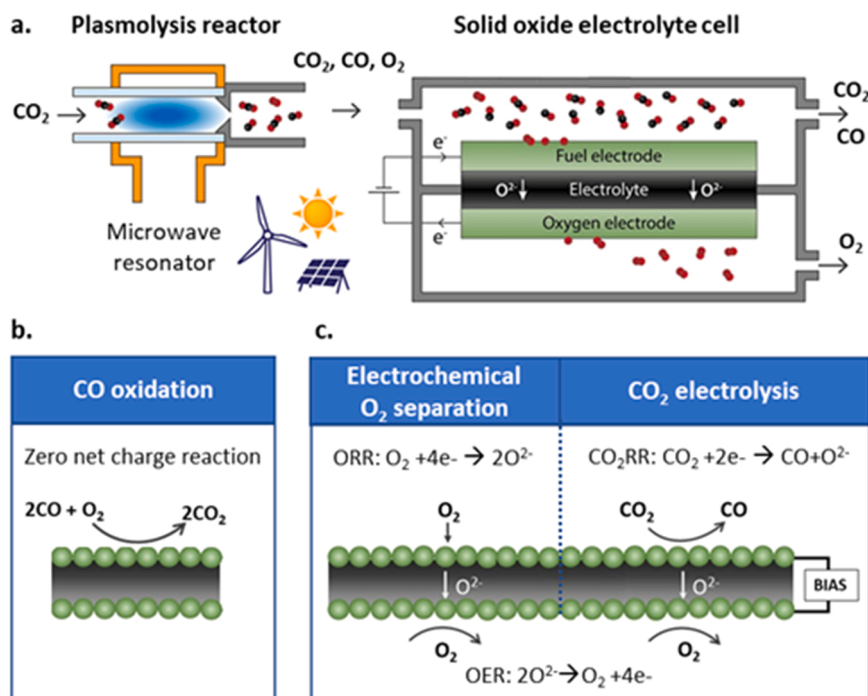 a. Plasmolysis reactor
Solid oxide electrolyte cell
CO₂, CO, O₂
CO₂
CO₂
CO
e⁻
Fuel electrode
O²⁻ Electrolyte O²⁻
Oxygen electrode
e⁻
O₂
Microwave
resonator
b.
CO oxidation
Zero net charge reaction
2CO + O₂ 2CO₂
c.
Electrochemical
O₂ separation
CO₂ electrolysis
ORR: O₂ +4e- → 2O²⁻
CO₂RR: CO₂ +2e- → CO+O²⁻
O₂
CO₂ CO
O²⁻ O²⁻
BIAS
O₂ O₂
OER: 2O²⁻→O₂ +4e-